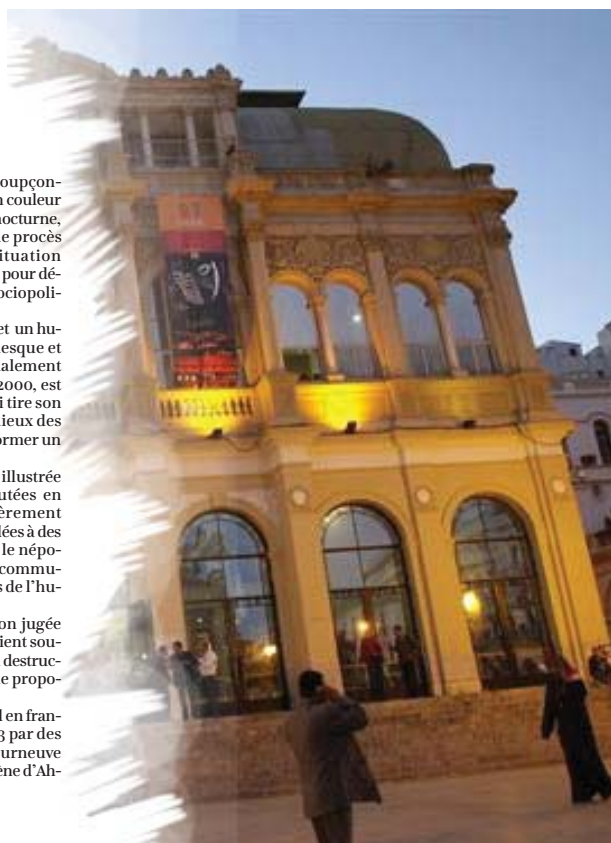 oupçon-
n couleur
nocturne,
e procès
ituation
pour dé-
ociopoli-
et un hu-
esque et
alement
2000, est
i tire son
ieux des
ormer un
illustrée
utées en
èrement
lées à des
le népo-
commu-
s de l'hu-
on jugée
ient sou-
destruc-
e propo-
l en fran-
3 par des
ourneuve
ène d'Ah-